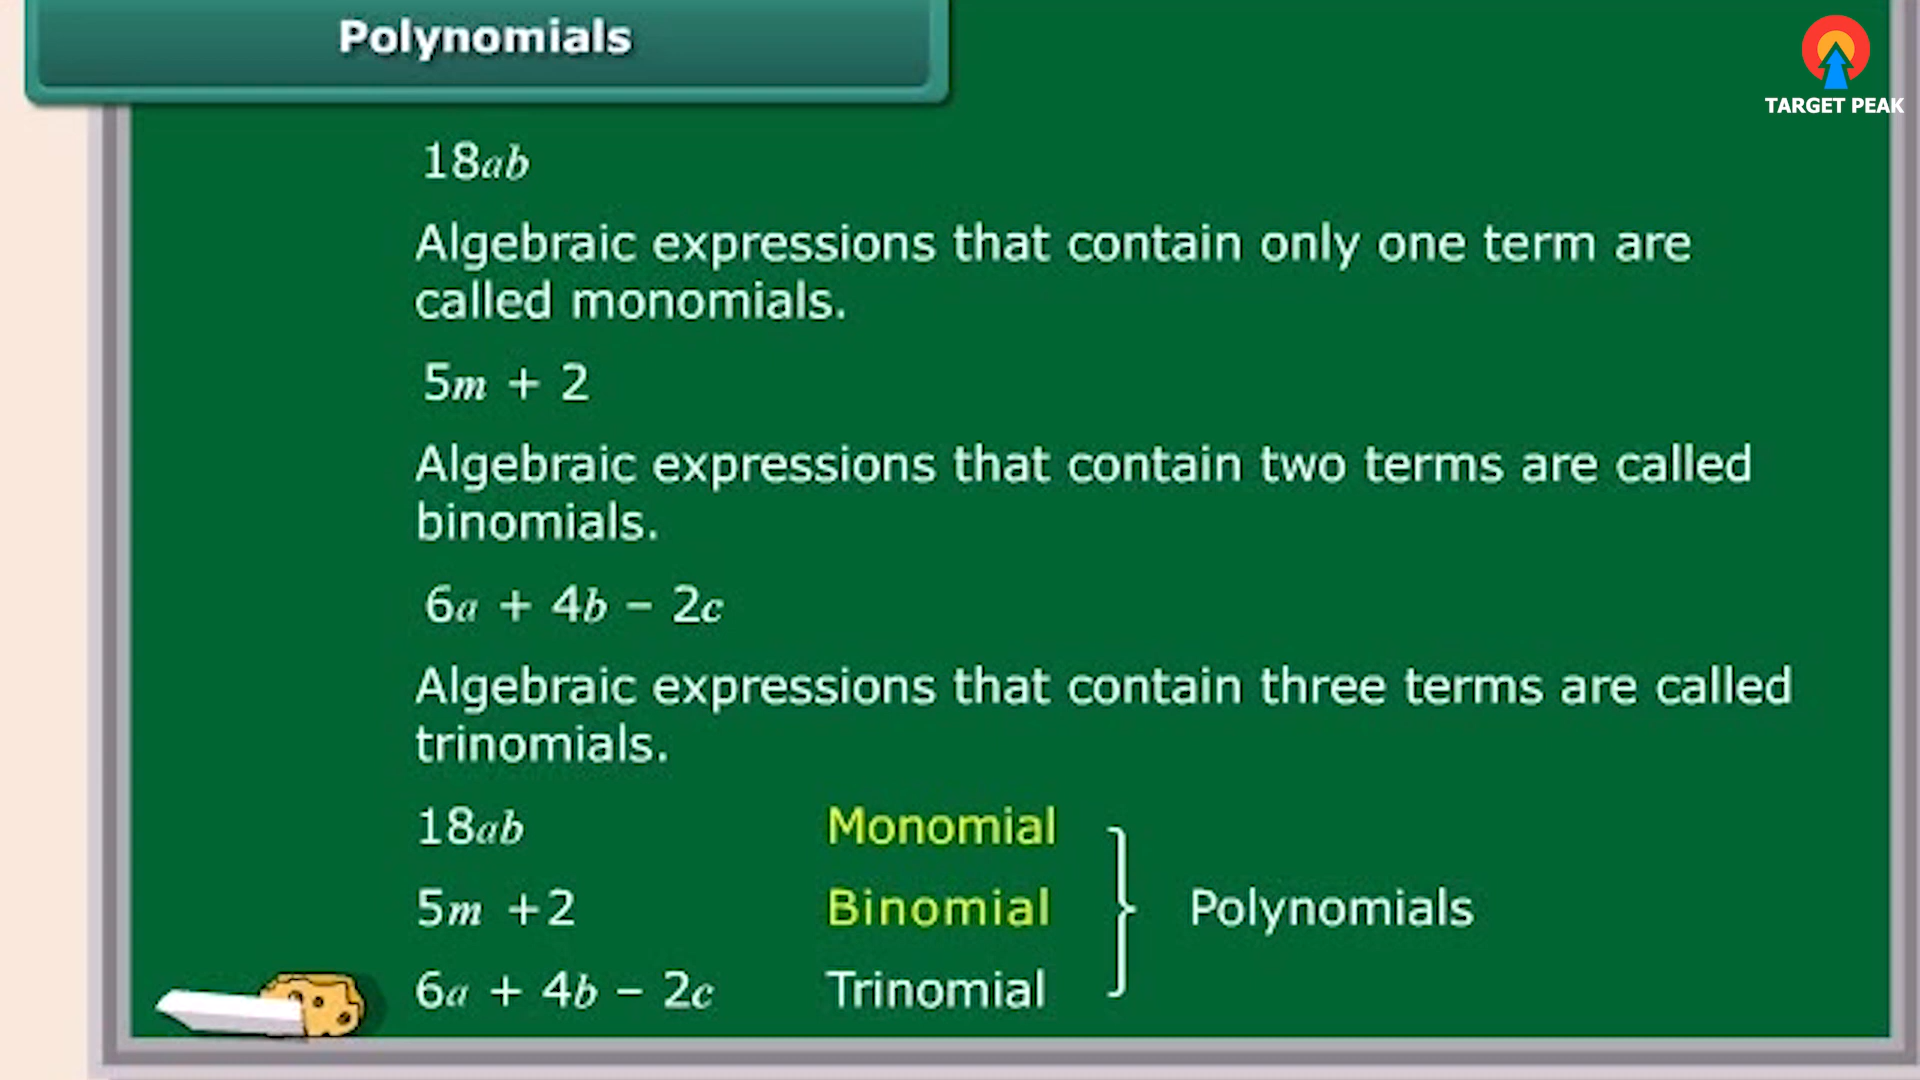 Polynomials
TARGET PEAK
18ab
Algebraic expressions that contain only one term are
called monomials.
5m + 2
Algebraic expressions that contain two terms are called
binomials.
6a + 4b – 2c
Algebraic expressions that contain three terms are called
trinomials.
18ab Monomial
5m +2 Binomial } Polynomials
6a + 4b – 2c Trinomial